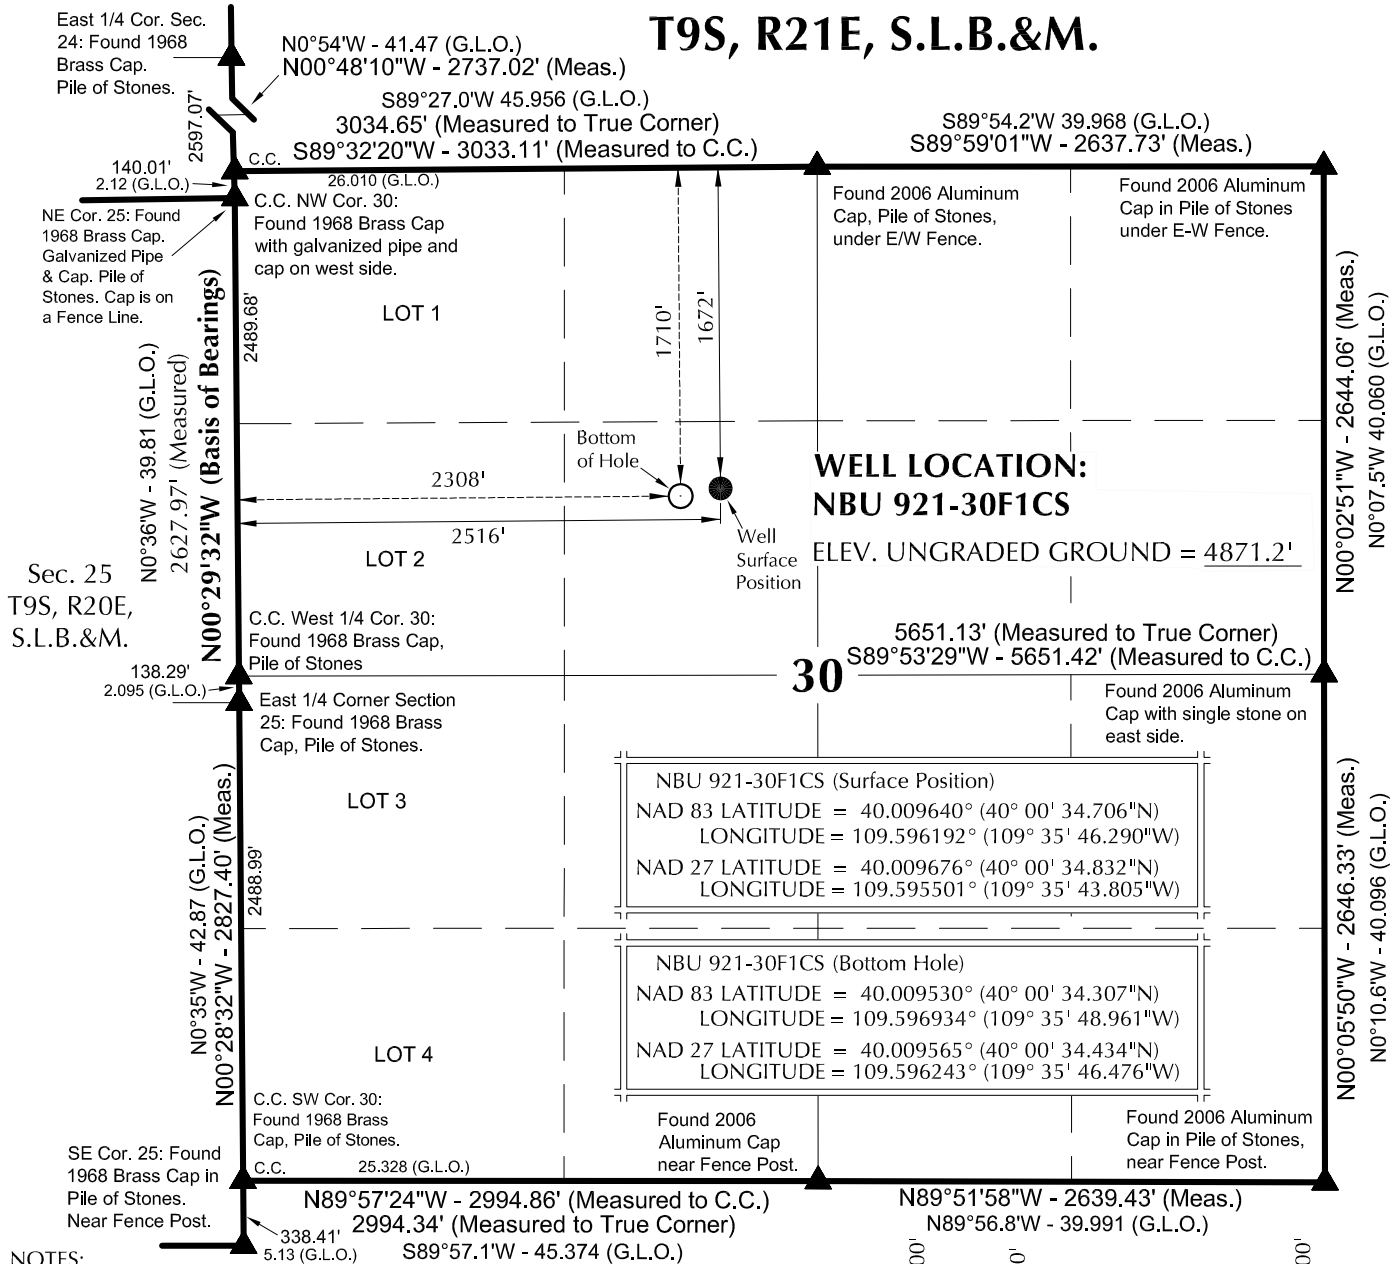 T9S, R21E, S.L.B.&M.
East 1/4 Cor. Sec.
24: Found 1968
Brass Cap.
Pile of Stones.
N0°54'W - 41.47 (G.L.O.)
N00°48'10"W - 2737.02' (Meas.)
2597.07'
S89°27.0'W 45.956 (G.L.O.)
3034.65' (Measured to True Corner)
S89°32'20"W - 3033.11' (Measured to C.C.)
S89°54.2'W 39.968 (G.L.O.)
S89°59'01"W - 2637.73' (Meas.)
140.01'
2.12 (G.L.O.)
C.C.
26.010 (G.L.O.)
NE Cor. 25: Found
1968 Brass Cap.
Galvanized Pipe
& Cap. Pile of
Stones. Cap is on
a Fence Line.
C.C. NW Cor. 30:
Found 1968 Brass Cap
with galvanized pipe and
cap on west side.
Found 2006 Aluminum
Cap, Pile of Stones,
under E/W Fence.
Found 2006 Aluminum
Cap in Pile of Stones
under E-W Fence.
LOT 1
1710'
1672'
2489.68'
N00°29'32"W (Basis of Bearings)
2627.97' (Measured)
N0°36'W - 39.81 (G.L.O.)
N00°02'51"W - 2644.06' (Meas.)
N0°07.5'W 40.060 (G.L.O.)
Bottom
of Hole
2308'
2516'
Well
Surface
Position
WELL LOCATION:
NBU 921-30F1CS
ELEV. UNGRADED GROUND = 4871.2'
LOT 2
Sec. 25
T9S, R20E,
S.L.B.&M.
C.C. West 1/4 Cor. 30:
Found 1968 Brass Cap,
Pile of Stones
5651.13' (Measured to True Corner)
S89°53'29"W - 5651.42' (Measured to C.C.)
30
138.29'
2.095 (G.L.O.)
East 1/4 Corner Section
25: Found 1968 Brass
Cap, Pile of Stones.
Found 2006 Aluminum
Cap with single stone on
east side.
LOT 3
NBU 921-30F1CS (Surface Position)
NAD 83 LATITUDE = 40.009640° (40° 00' 34.706"N)
LONGITUDE = 109.596192° (109° 35' 46.290"W)
NAD 27 LATITUDE = 40.009676° (40° 00' 34.832"N)
LONGITUDE = 109.595501° (109° 35' 43.805"W)
2488.99'
N00°28'32"W - 2827.40' (Meas.)
N0°35'W - 42.87 (G.L.O.)
N00°05'50"W - 2646.33' (Meas.)
N0°10.6'W - 40.096 (G.L.O.)
NBU 921-30F1CS (Bottom Hole)
NAD 83 LATITUDE = 40.009530° (40° 00' 34.307"N)
LONGITUDE = 109.596934° (109° 35' 48.961"W)
NAD 27 LATITUDE = 40.009565° (40° 00' 34.434"N)
LONGITUDE = 109.596243° (109° 35' 46.476"W)
LOT 4
C.C. SW Cor. 30:
Found 1968 Brass
Cap, Pile of Stones.
Found 2006
Aluminum Cap
near Fence Post.
Found 2006 Aluminum
Cap in Pile of Stones,
near Fence Post.
SE Cor. 25: Found
1968 Brass Cap in
Pile of Stones.
Near Fence Post.
C.C.
25.328 (G.L.O.)
N89°57'24"W - 2994.86' (Measured to C.C.)
2994.34' (Measured to True Corner)
S89°57.1'W - 45.374 (G.L.O.)
N89°51'58"W - 2639.43' (Meas.)
N89°56.8'W - 39.991 (G.L.O.)
338.41'
5.13 (G.L.O.)
NOTES:
00'
0'
00'